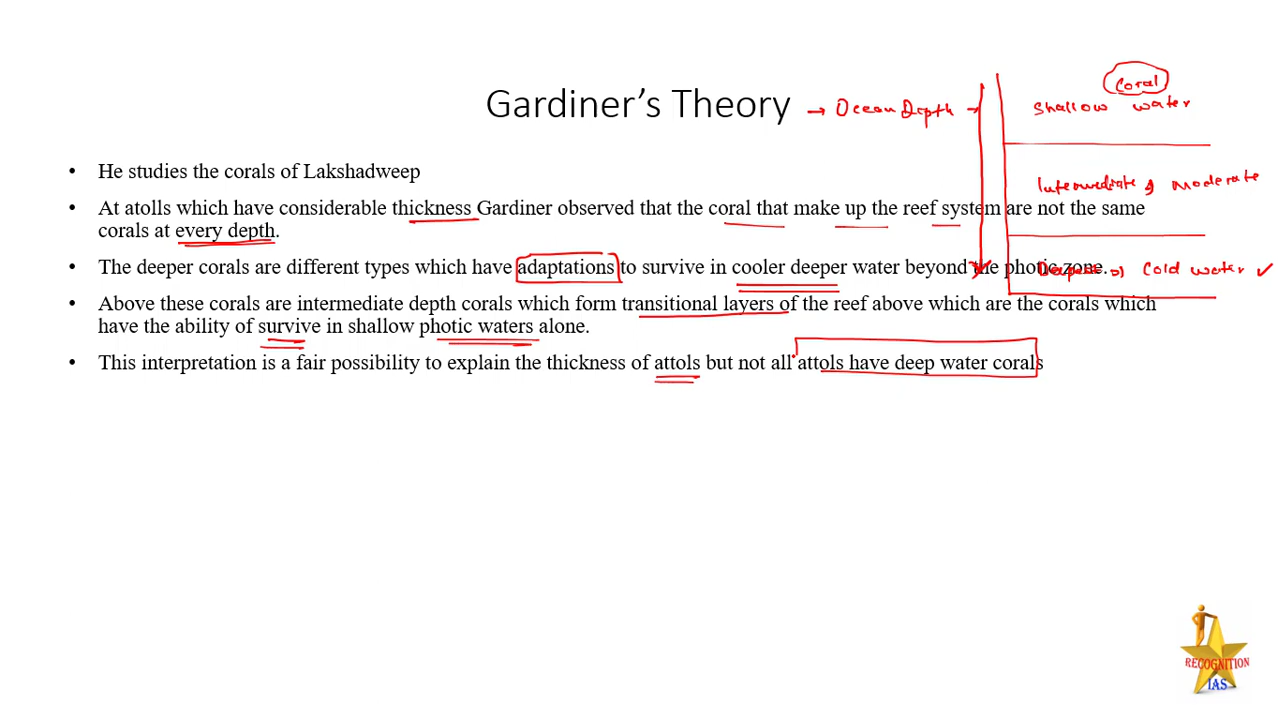 Gardiner's Theory → Ocean Depth →
Coral
Shallow water
Intermediate, moderate
Deepest Cold water ✓
• He studies the corals of Lakshadweep
• At atolls which have considerable thickness Gardiner observed that the coral that make up the reef system are not the same
corals at every depth.
• The deeper corals are different types which have adaptations to survive in cooler deeper water beyond the photic zone.
• Above these corals are intermediate depth corals which form transitional layers of the reef above which are the corals which
have the ability of survive in shallow photic waters alone.
• This interpretation is a fair possibility to explain the thickness of attols but not all attols have deep water corals
RECOGNITION
IAS